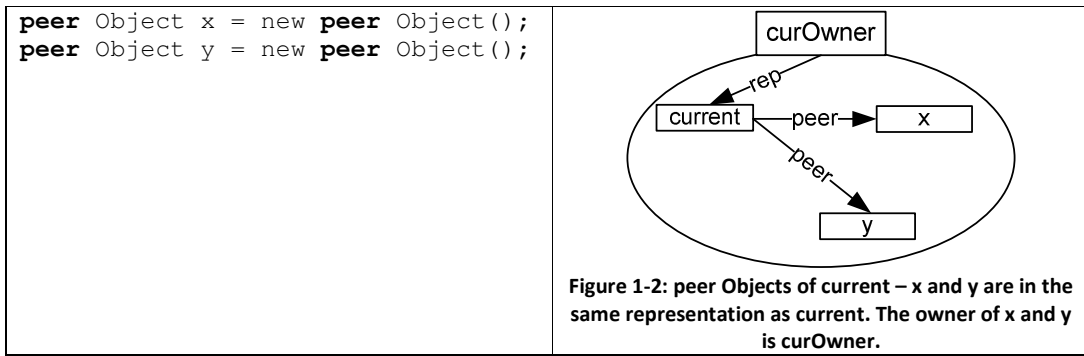 peer Object x = new peer Object();
peer Object y = new peer Object();
curOwner
rep
current
peer
x
peer
y
Figure 1-2: peer Objects of current – x and y are in the
same representation as current. The owner of x and y
is curOwner.